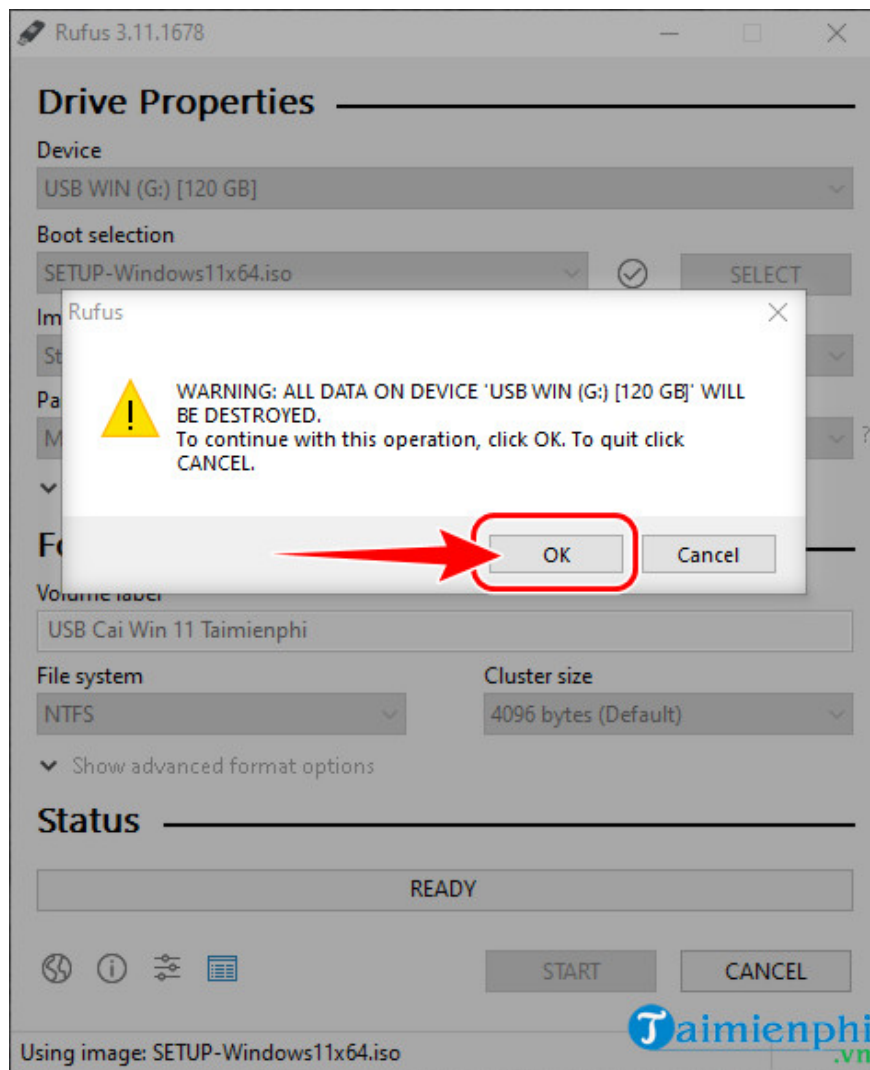 Rufus 3.11.1678
Drive Properties
Device
USB WIN (G:) [120 GB]
Boot selection
SETUP-Windows11x64.iso
SELECT
Im
Rufus
St
WARNING: ALL DATA ON DEVICE 'USB WIN (G:) [120 GB]' WILL
BE DESTROYED.
To continue with this operation, click OK. To quit click
CANCEL.
Pa
M
?
OK
Cancel
Volume label
USB Cai Win 11 Taimienphi
File system
Cluster size
NTFS
4096 bytes (Default)
Show advanced format options
Status
READY
START
CANCEL
Taimienphi
.vn
Using image: SETUP-Windows11x64.iso